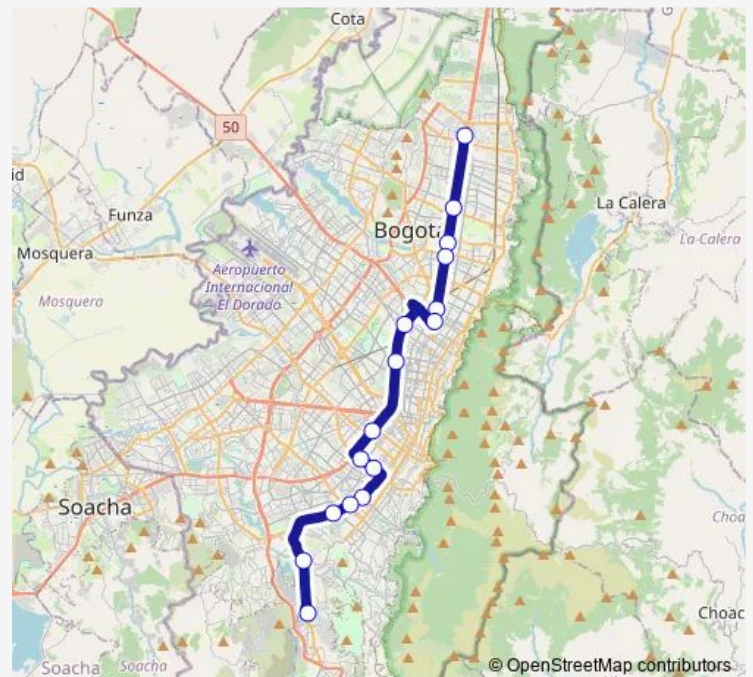 Cota
50
id
Funza
La Calera
Bogotá
La-Calera
Mosquera
Aeropuerto
Internacional
El Dorado
Mosquera
Soacha
Choa
Choac
Soacha
Soacha
© OpenStreetMap contributors